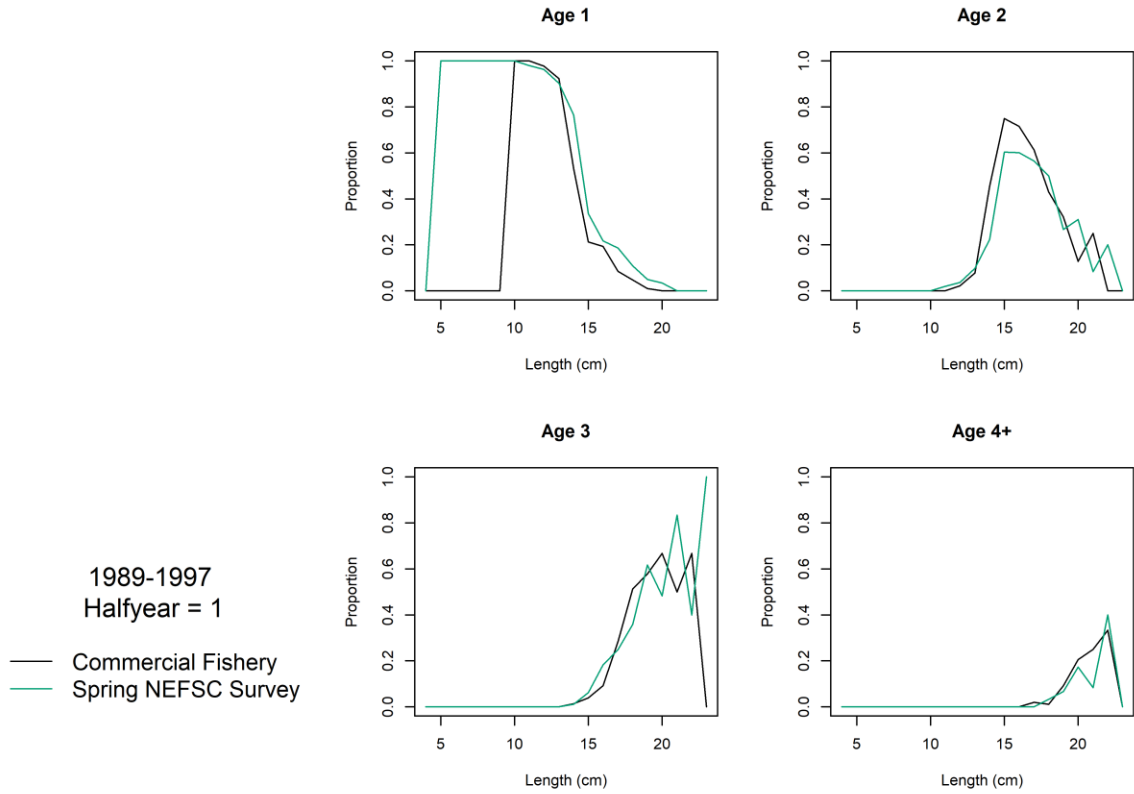 Age 1
Age 2
Proportion
0.0 0.2 0.4 0.6 0.8 1.0
5 10 15 20
Length (cm)
Proportion
0.0 0.2 0.4 0.6 0.8 1.0
5 10 15 20
Length (cm)
Age 3
Age 4+
Proportion
0.0 0.2 0.4 0.6 0.8 1.0
5 10 15 20
Length (cm)
Proportion
0.0 0.2 0.4 0.6 0.8 1.0
5 10 15 20
Length (cm)
1989-1997
Halfyear = 1
Commercial Fishery
Spring NEFSC Survey